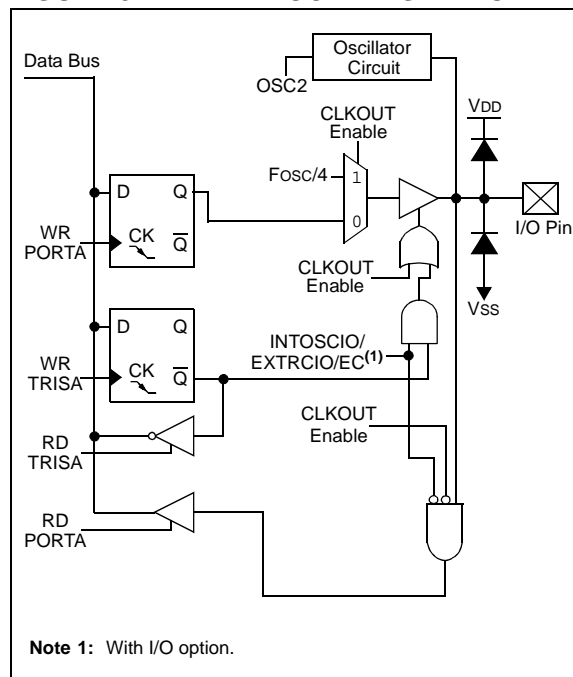 Data Bus
Oscillator
Circuit
OSC2
CLKOUT
Enable
VDD
FOSC/4
1
0
D
Q
CK
Q
WR
PORTA
I/O Pin
CLKOUT
Enable
VSS
D
Q
CK
Q
WR
TRISA
INTOSCIO/
EXTRCIO/EC(1)
CLKOUT
Enable
RD
TRISA
RD
PORTA
Note 1: With I/O option.